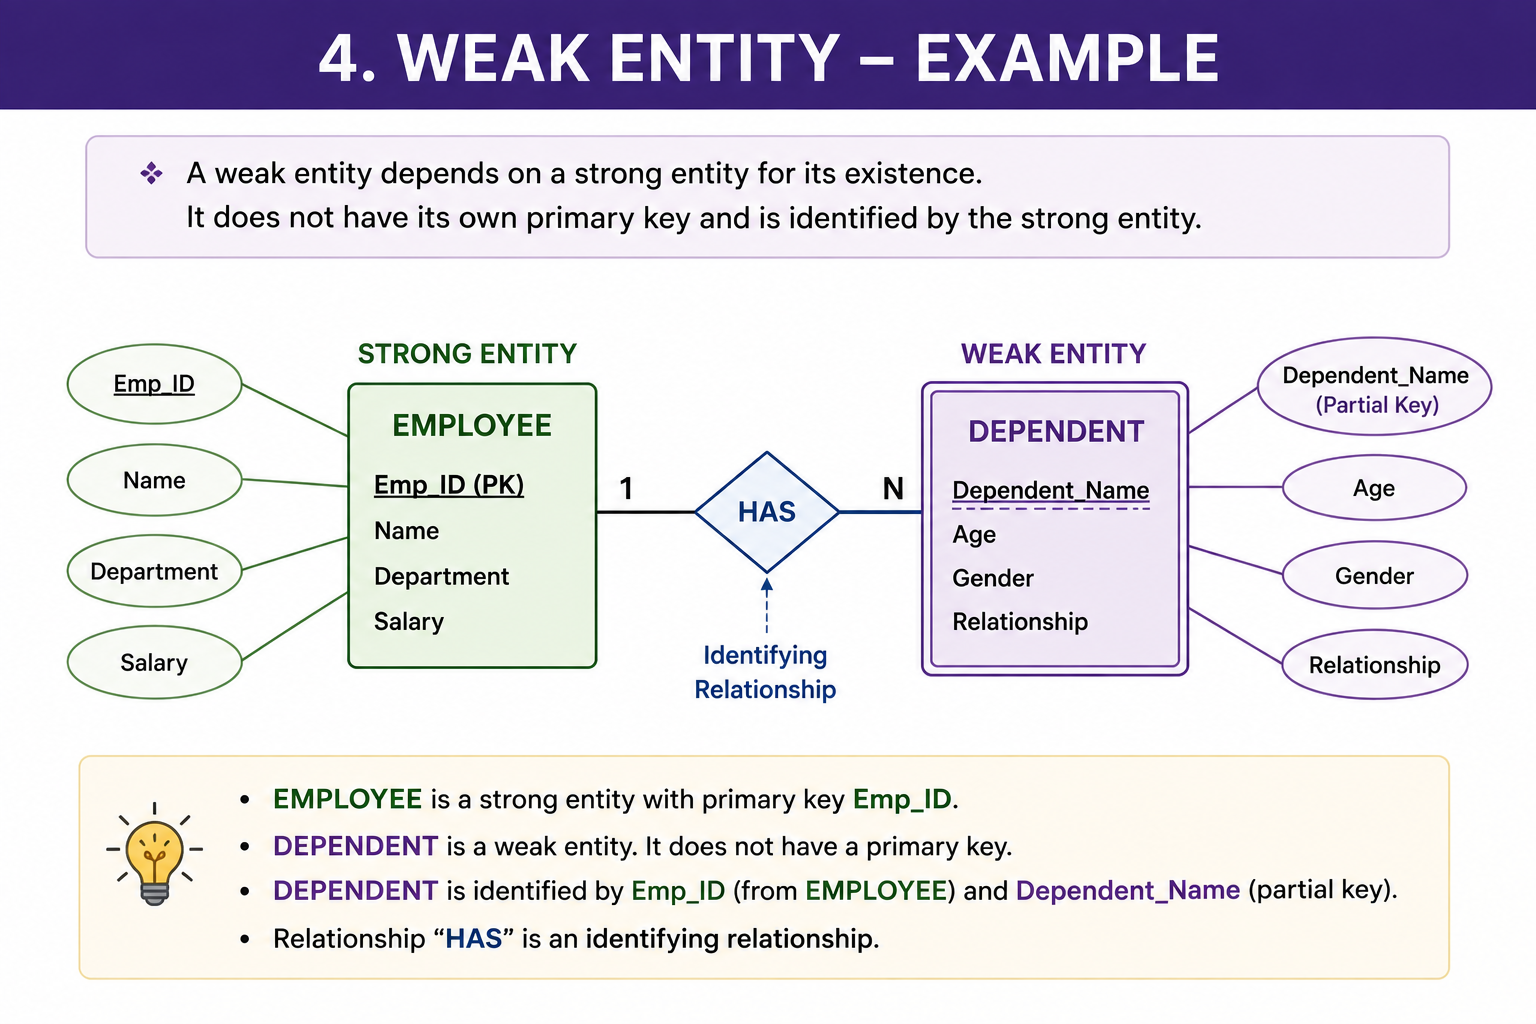 4. WEAK ENTITY – EXAMPLE
❖ A weak entity depends on a strong entity for its existence.
It does not have its own primary key and is identified by the strong entity.
STRONG ENTITY
WEAK ENTITY
Emp_ID
Name
Department
Salary
EMPLOYEE
Emp_ID (PK)
Name
Department
Salary
1
HAS
N
Identifying
Relationship
DEPENDENT
Dependent_Name
Age
Gender
Relationship
Dependent_Name
(Partial Key)
Age
Gender
Relationship
• EMPLOYEE is a strong entity with primary key Emp_ID.
• DEPENDENT is a weak entity. It does not have a primary key.
• DEPENDENT is identified by Emp_ID (from EMPLOYEE) and Dependent_Name (partial key).
• Relationship “HAS” is an identifying relationship.